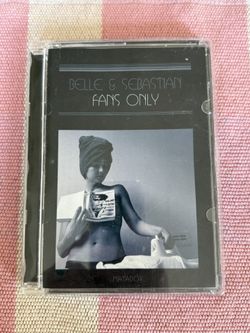 BELLE & SEBASTIAN
FANS ONLY
MATADOR